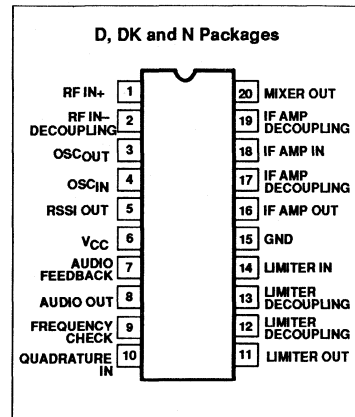 D, DK and N Packages
RF IN+ 1
RF IN–
DECOUPLING 2
OSCOUT 3
OSCIN 4
RSSI OUT 5
VCC 6
AUDIO
FEEDBACK 7
AUDIO OUT 8
FREQUENCY
CHECK 9
QUADRATURE
IN 10
20 MIXER OUT
19 IF AMP
DECOUPLING
18 IF AMP IN
17 IF AMP
DECOUPLING
16 IF AMP OUT
15 GND
14 LIMITER IN
13 LIMITER
DECOUPLING
12 LIMITER
DECOUPLING
11 LIMITER OUT